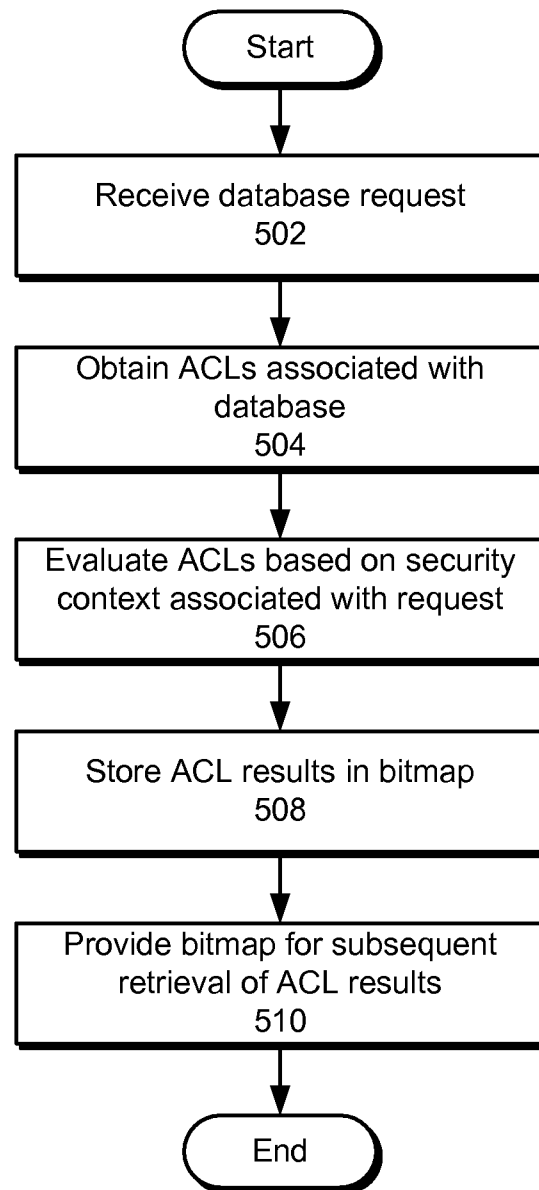 Start
Receive database request
502
Obtain ACLs associated with
database
504
Evaluate ACLs based on security
context associated with request
506
Store ACL results in bitmap
508
Provide bitmap for subsequent
retrieval of ACL results
510
End